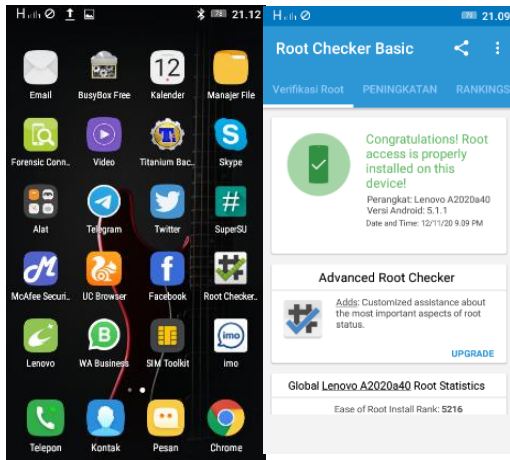 H 78 21.12
Email BusyBox Free Kalender Manajer File
Forensic Conn.. Video Titanium Bac.. Skype
Alat Telegram Twitter SuperSU
McAfee Securi.. UC Browser Facebook Root Checker..
Lenovo WA Business SIM Toolkit imo
Telepon Kontak Pesan Chrome
12
imo
H 21.09
Root Checker Basic
Verifikasi Root PENINGKATAN RANKINGS
Congratulations! Root
access is properly
installed on this
device!
Perangkat: Lenovo A2020a40
Versi Android: 5.1.1
Date and Time: 12/11/20 9.09 PM
Advanced Root Checker
Adds: Customized assistance about
the most important aspects of root
status.
UPGRADE
Global Lenovo A2020a40 Root Statistics
Ease of Root Install Rank: 5216